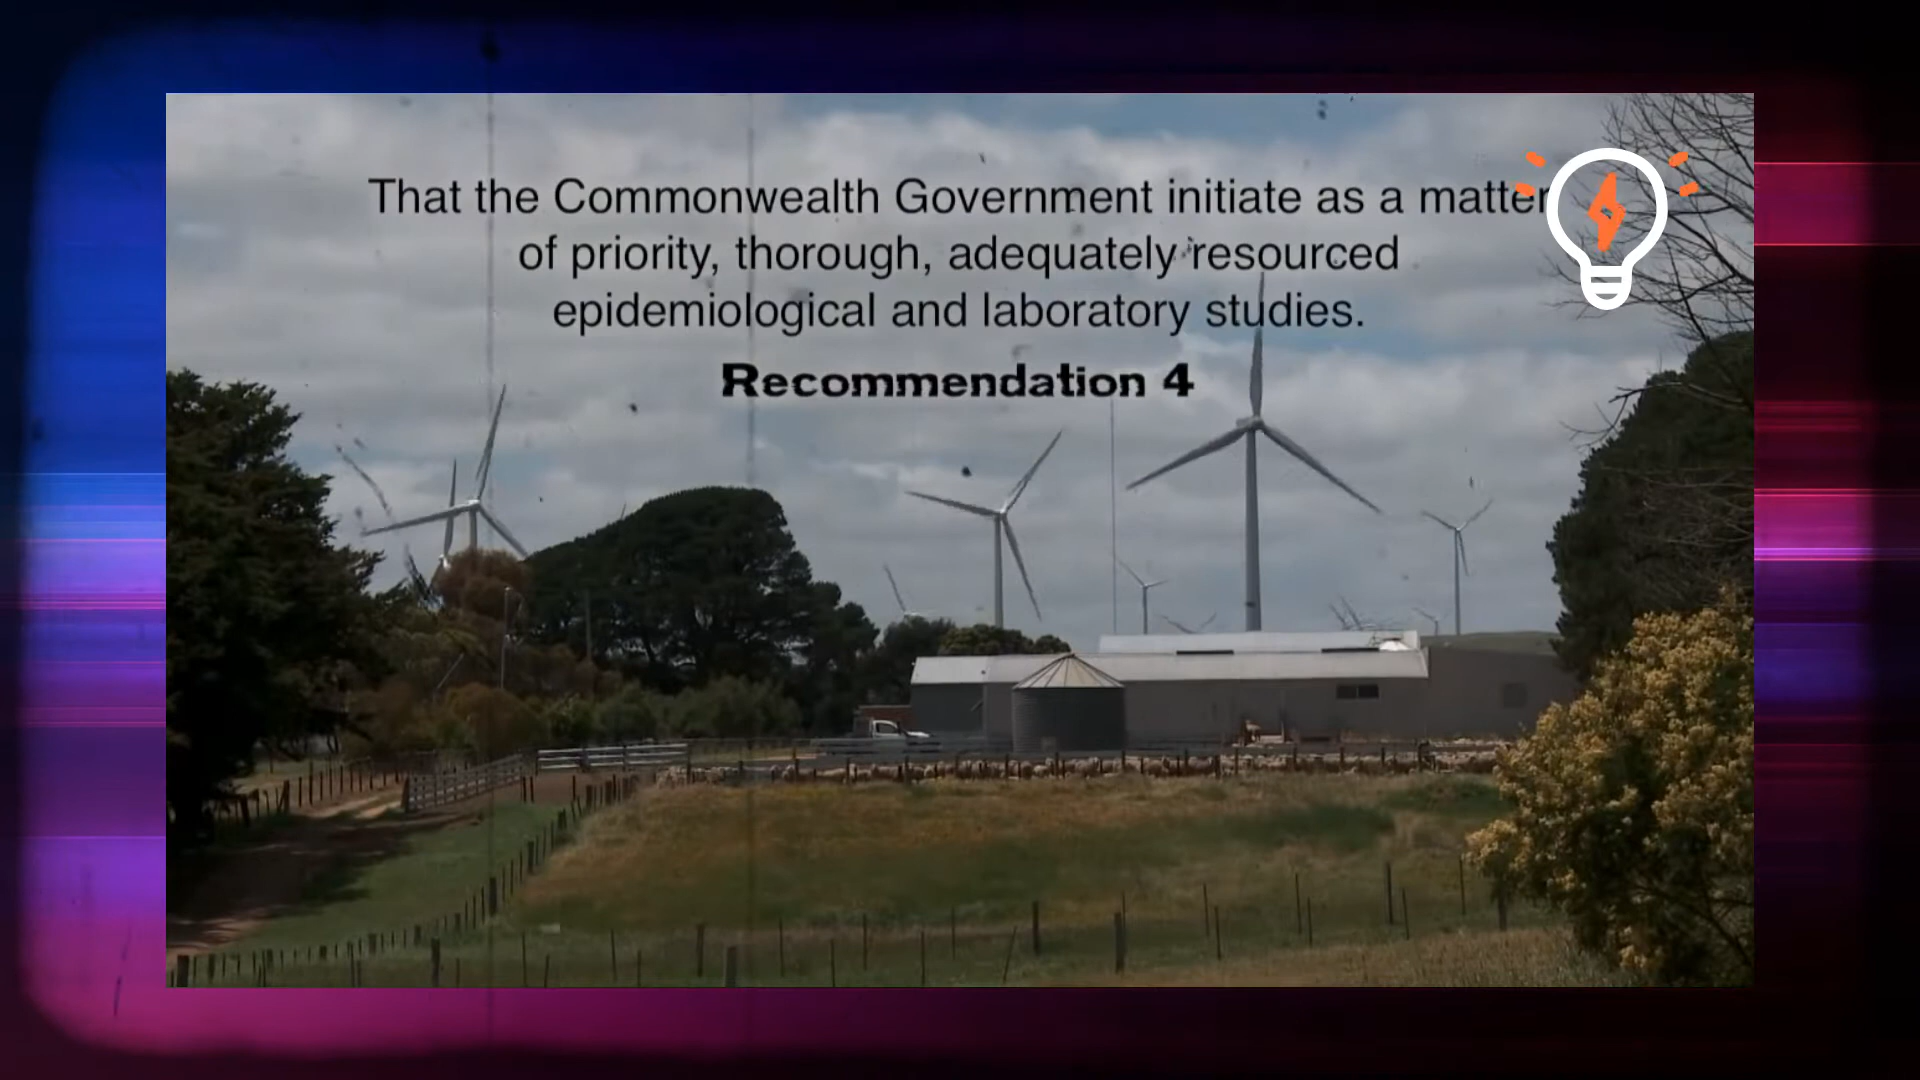 That the Commonwealth Government initiate as a matter
of priority, thorough, adequately resourced
epidemiological and laboratory studies.
Recommendation 4